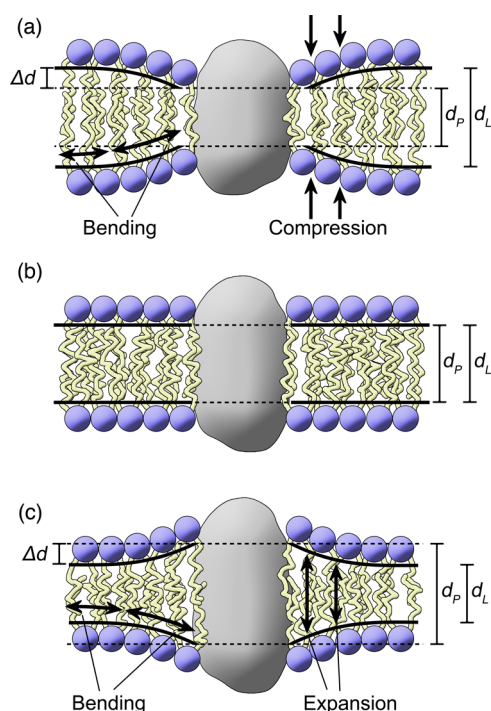 (a)
Δd
d_P
d_L
Bending
Compression
(b)
d_P
d_L
(c)
Δd
d_P
d_L
Bending
Expansion